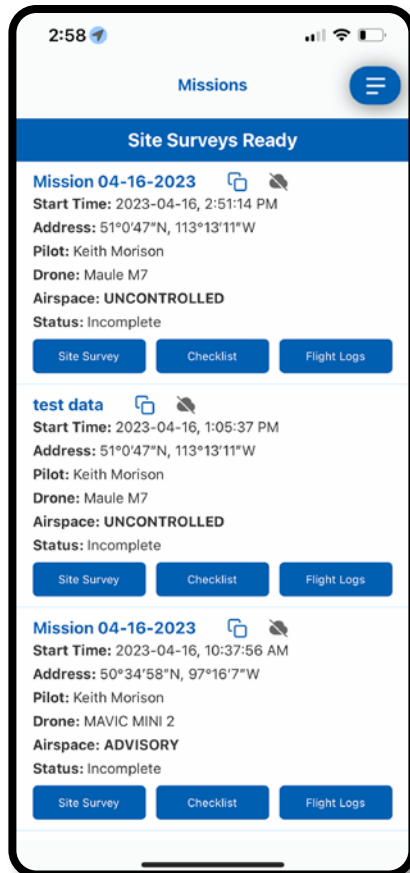 2:58
Missions
Site Surveys Ready
Mission 04-16-2023
Start Time: 2023-04-16, 2:51:14 PM
Address: 51°0'47"N, 113°13'11"W
Pilot: Keith Morison
Drone: Maule M7
Airspace: UNCONTROLLED
Status: Incomplete
Site Survey Checklist Flight Logs
test data
Start Time: 2023-04-16, 1:05:37 PM
Address: 51°0'47"N, 113°13'11"W
Pilot: Keith Morison
Drone: Maule M7
Airspace: UNCONTROLLED
Status: Incomplete
Site Survey Checklist Flight Logs
Mission 04-16-2023
Start Time: 2023-04-16, 10:37:56 AM
Address: 50°34'58"N, 97°16'7"W
Pilot: Keith Morison
Drone: MAVIC MINI 2
Airspace: ADVISORY
Status: Incomplete
Site Survey Checklist Flight Logs